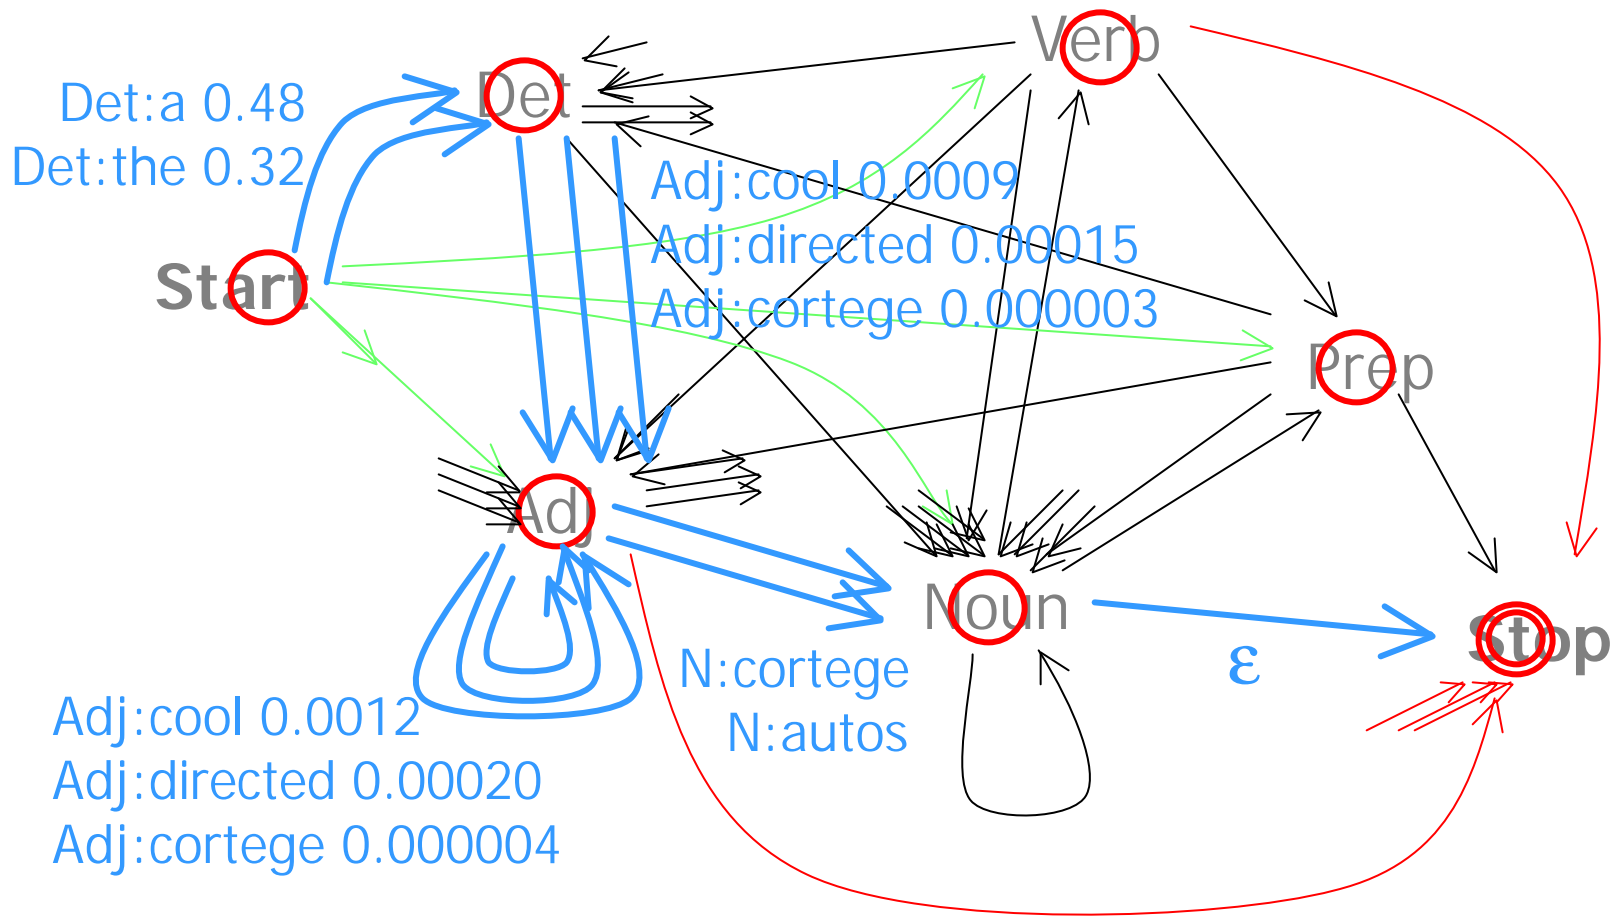 Verb
Det
Det:a 0.48
Det:the 0.32
Adj:cool 0.0009
Adj:directed 0.00015
Adj:cortege 0.000003
Start
Prep
Adj
Noun
Stop
ε
N:cortege
N:autos
Adj:cool 0.0012
Adj:directed 0.00020
Adj:cortege 0.000004